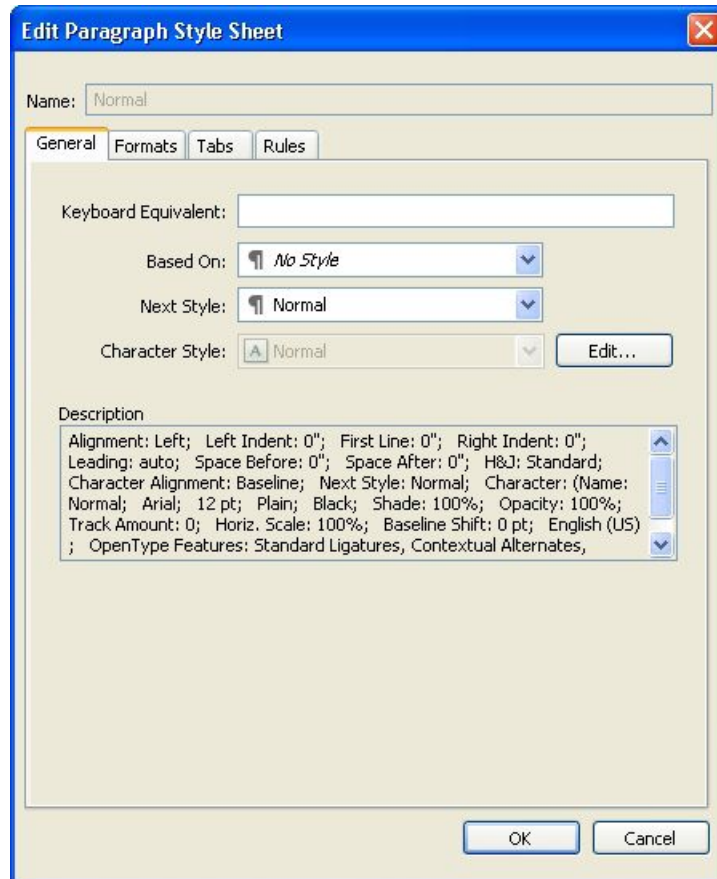 Edit Paragraph Style Sheet
Name: Normal
General Formats Tabs Rules
Keyboard Equivalent:
Based On: ¶ No Style
Next Style: ¶ Normal
Character Style: A Normal Edit...
Description
Alignment: Left; Left Indent: 0"; First Line: 0"; Right Indent: 0";
Leading: auto; Space Before: 0"; Space After: 0"; H&J: Standard;
Character Alignment: Baseline; Next Style: Normal; Character: (Name:
Normal; Arial; 12 pt; Plain; Black; Shade: 100%; Opacity: 100%;
Track Amount: 0; Horiz. Scale: 100%; Baseline Shift: 0 pt; English (US)
; OpenType Features: Standard Ligatures, Contextual Alternates,
OK Cancel